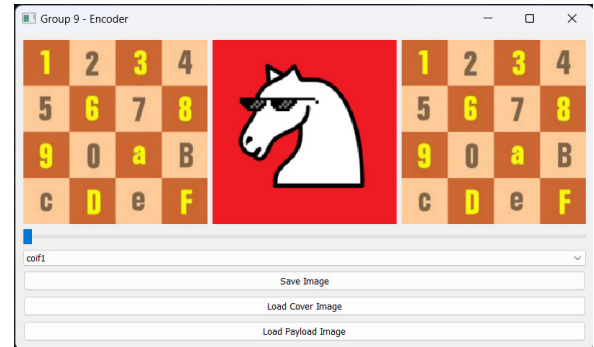 Group 9 - Encoder
1 2 3 4 1 2 3 4
5 6 7 8 5 6 7 8
9 0 a B 9 0 a B
c D e F c D e F
coif1
Save Image
Load Cover Image
Load Payload Image